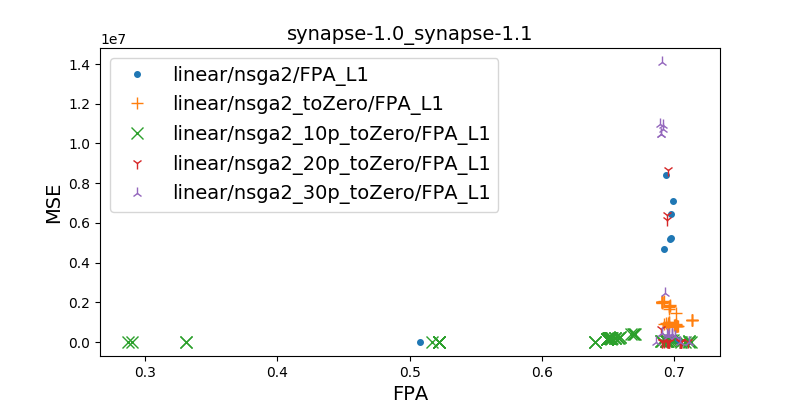 synapse-1.0_synapse-1.1
1e7
1.4
1.2
1.0
0.8
0.6
0.4
0.2
0.0
MSE
linear/nsga2/FPA_L1
linear/nsga2_toZero/FPA_L1
linear/nsga2_10p_toZero/FPA_L1
linear/nsga2_20p_toZero/FPA_L1
linear/nsga2_30p_toZero/FPA_L1
0.3 0.4 0.5 0.6 0.7
FPA